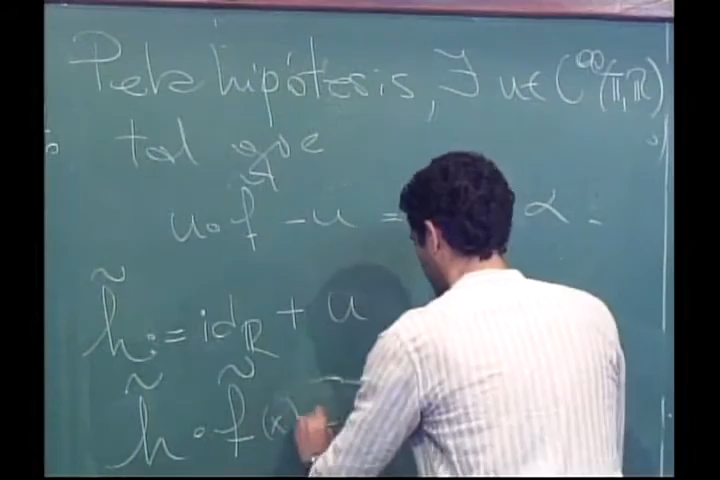 Pela hipótesis, ∃ u ∈ C^∞(𝕋,ℝ)
tal que
u∘f̃ - u = α.
h̃ := id_ℝ + u
h̃∘f̃(x)